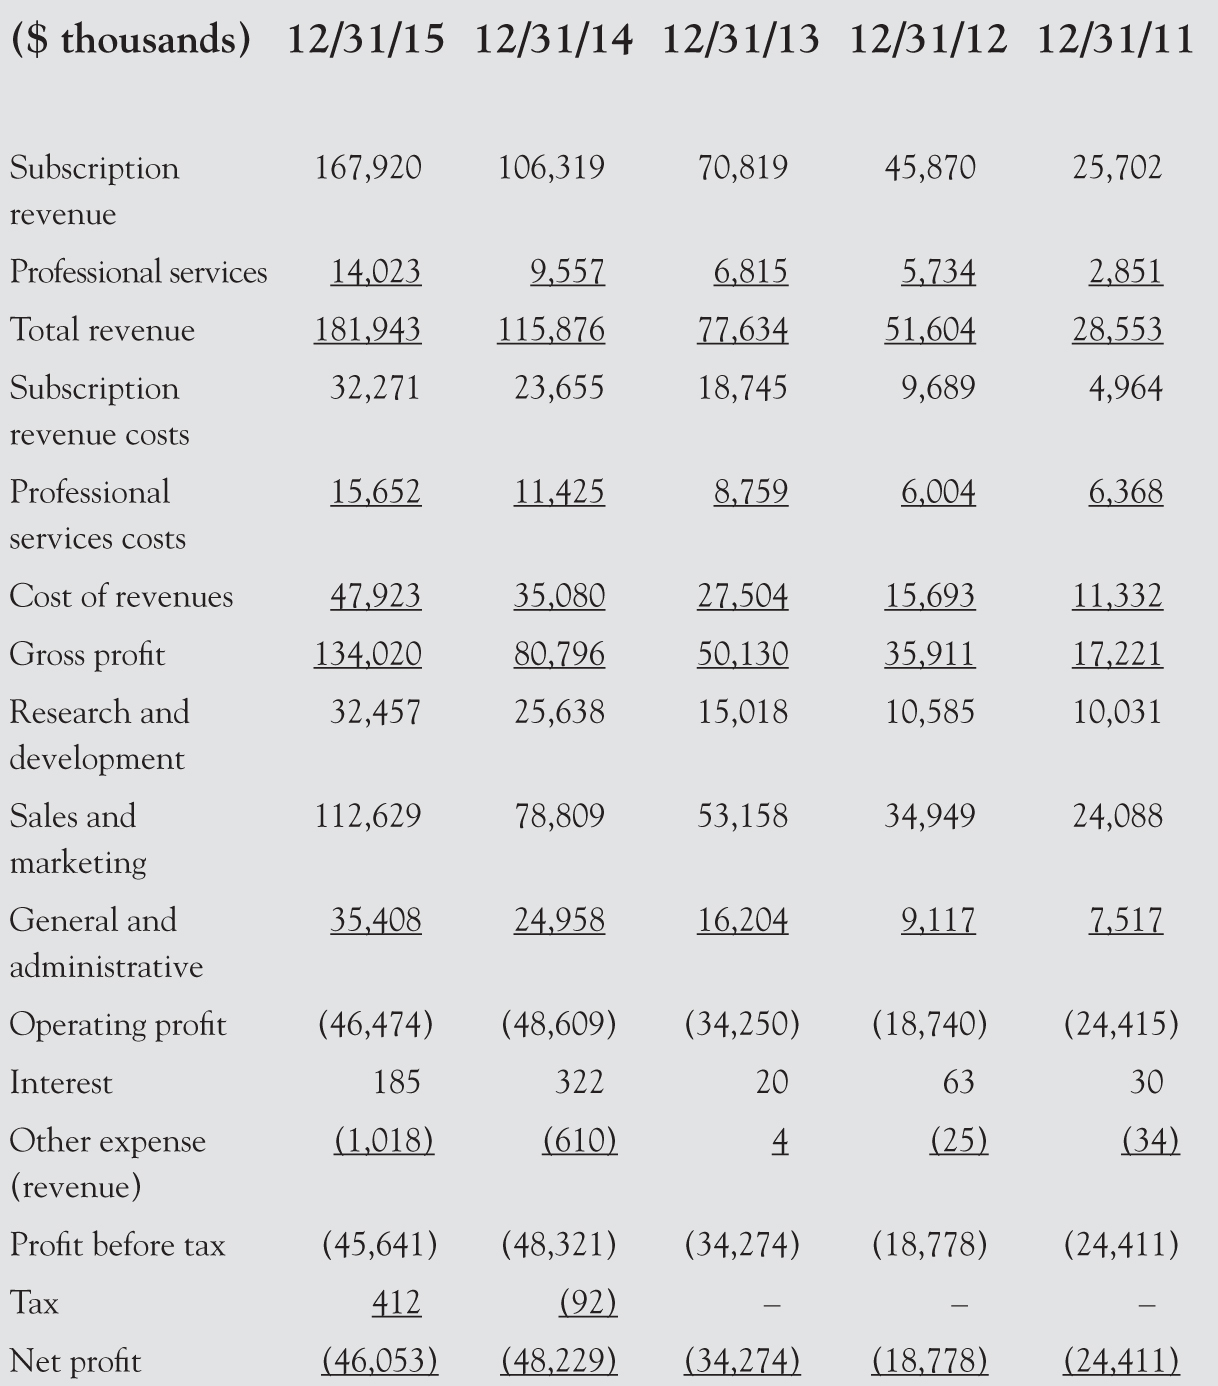 ($ thousands) 12/31/15 12/31/14 12/31/13 12/31/12 12/31/11
Subscription 167,920 106,319 70,819 45,870 25,702
revenue
Professional services 14,023 9,557 6,815 5,734 2,851
Total revenue 181,943 115,876 77,634 51,604 28,553
Subscription 32,271 23,655 18,745 9,689 4,964
revenue costs
Professional 15,652 11,425 8,759 6,004 6,368
services costs
Cost of revenues 47,923 35,080 27,504 15,693 11,332
Gross profit 134,020 80,796 50,130 35,911 17,221
Research and 32,457 25,638 15,018 10,585 10,031
development
Sales and 112,629 78,809 53,158 34,949 24,088
marketing
General and 35,408 24,958 16,204 9,117 7,517
administrative
Operating profit (46,474) (48,609) (34,250) (18,740) (24,415)
Interest 185 322 20 63 30
Other expense (1,018) (610) 4 (25) (34)
(revenue)
Profit before tax (45,641) (48,321) (34,274) (18,778) (24,411)
Tax 412 (92) – – –
Net profit (46,053) (48,229) (34,274) (18,778) (24,411)